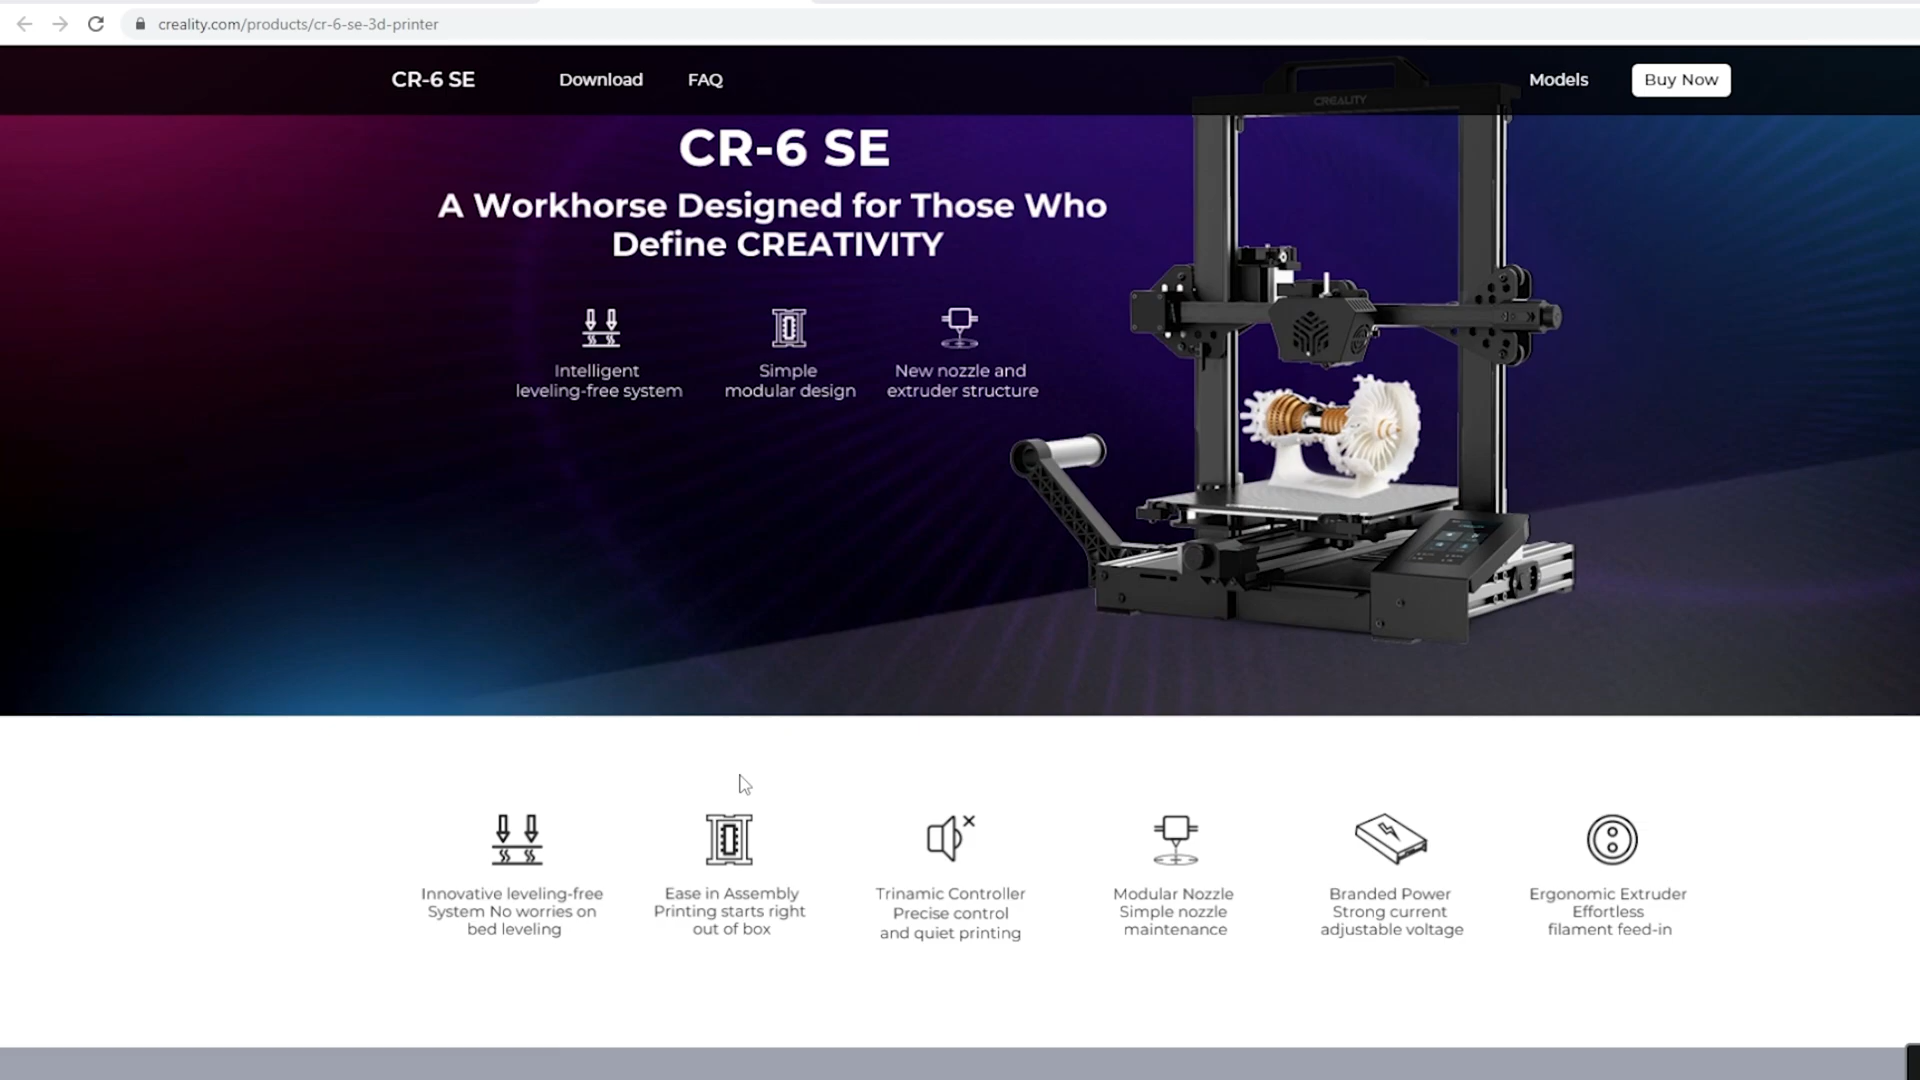 creality.com/products/cr-6-se-3d-printer
CR-6 SE
Download
FAQ
Models
Buy Now
CREALITY
CR-6 SE
A Workhorse Designed for Those Who
Define CREATIVITY
Intelligent
leveling-free system
Simple
modular design
New nozzle and
extruder structure
Innovative leveling-free
System No worries on
bed leveling
Ease in Assembly
Printing starts right
out of box
Trinamic Controller
Precise control
and quiet printing
Modular Nozzle
Simple nozzle
maintenance
Branded Power
Strong current
adjustable voltage
Ergonomic Extruder
Effortless
filament feed-in